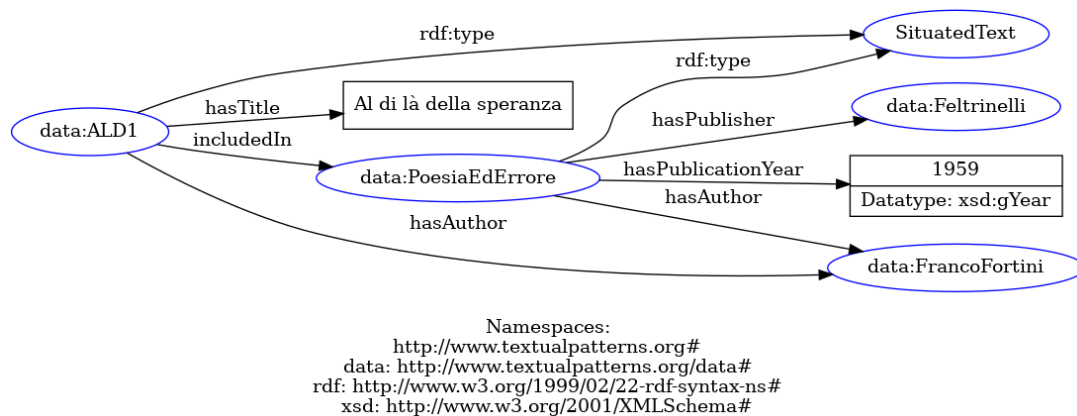 rdf:type
SituatedText
rdf:type
hasTitle
Al di là della speranza
data:Feltrinelli
data:ALD1
includedIn
hasPublisher
data:PoesiaEdErrore
hasPublicationYear
1959
Datatype: xsd:gYear
hasAuthor
hasAuthor
data:FrancoFortini
Namespaces:
http://www.textualpatterns.org#
data: http://www.textualpatterns.org/data#
rdf: http://www.w3.org/1999/02/22-rdf-syntax-ns#
xsd: http://www.w3.org/2001/XMLSchema#